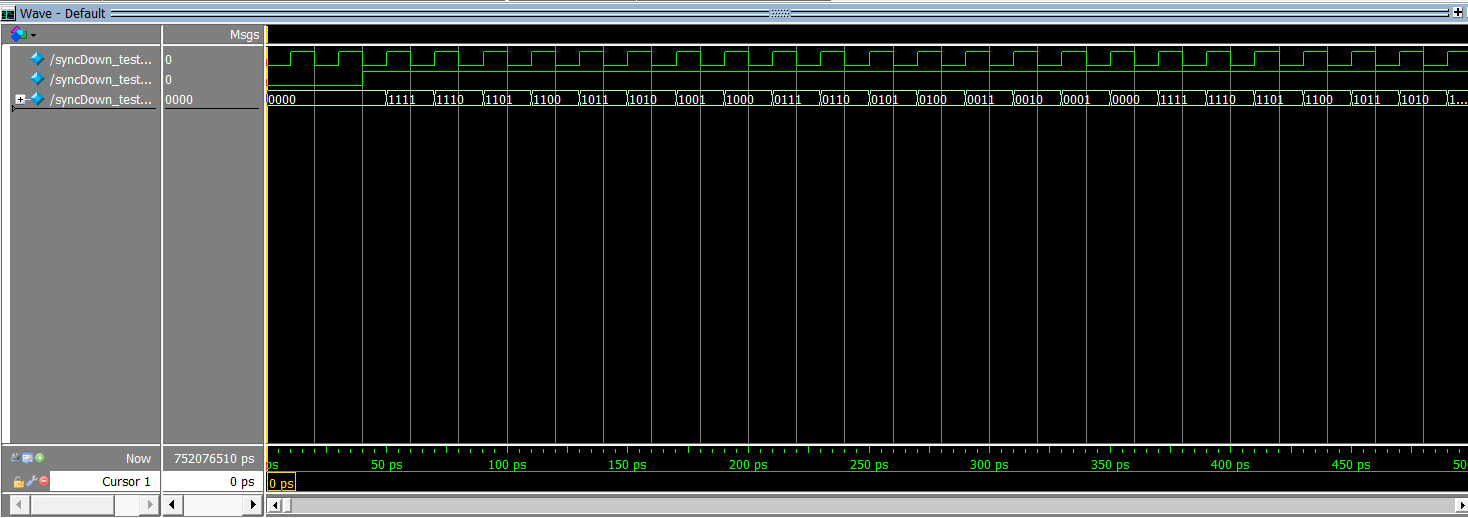 Wave - Default
Msgs
/syncDown_test... 0
/syncDown_test... 0
/syncDown_test... 0000 0000 1111 1110 1101 1100 1011 1010 1001 1000 0111 0110 0101 0100 0011 0010 0001 0000 1111 1110 1101 1100 1011 1010 1...
Now 752076510 ps ps 50 ps 100 ps 150 ps 200 ps 250 ps 300 ps 350 ps 400 ps 450 ps 50
Cursor 1 0 ps 0 ps